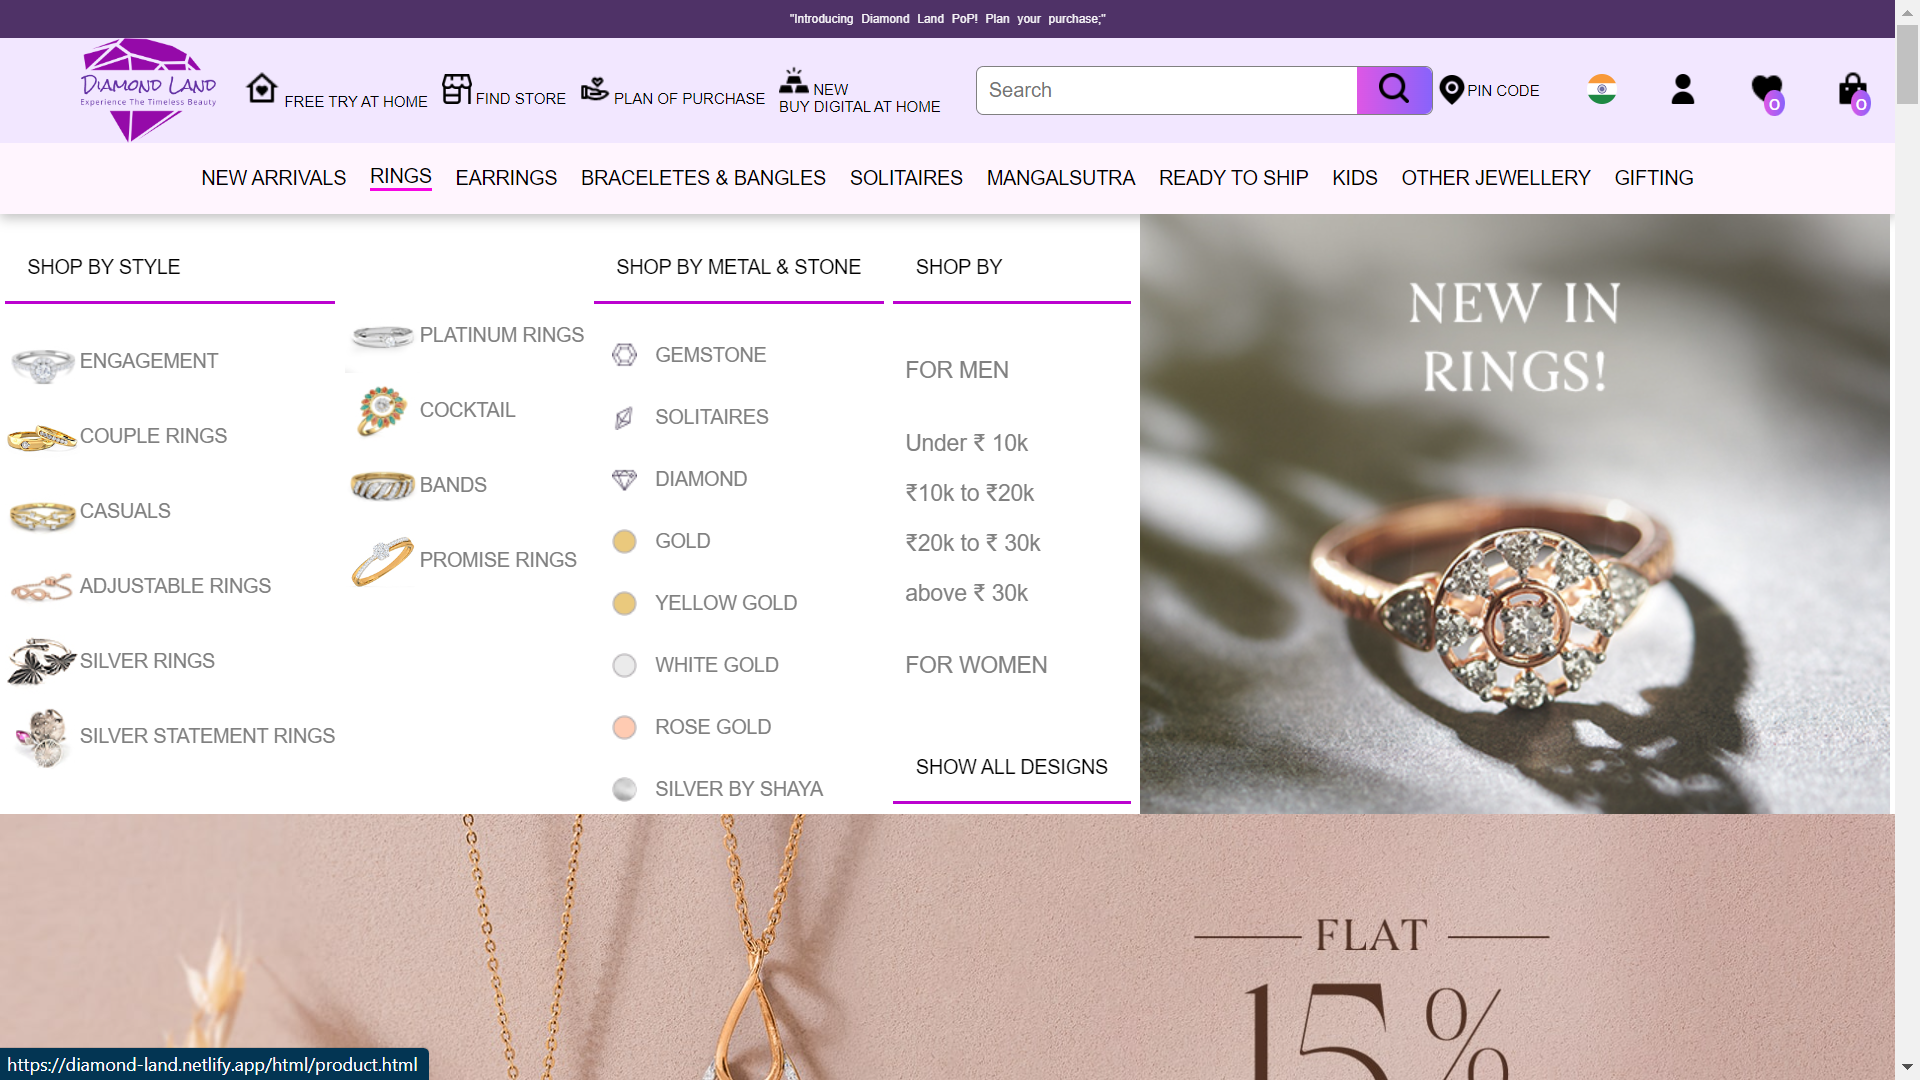 "Introducing Diamond Land PoP! Plan your purchase;"
DIAMOND LAND
Experience The Timeless Beauty
FREE TRY AT HOME
FIND STORE
PLAN OF PURCHASE
NEW
BUY DIGITAL AT HOME
Search
PIN CODE
0
0
NEW ARRIVALS
RINGS
EARRINGS
BRACELETES & BANGLES
SOLITAIRES
MANGALSUTRA
READY TO SHIP
KIDS
OTHER JEWELLERY
GIFTING
SHOP BY STYLE
ENGAGEMENT
COUPLE RINGS
CASUALS
ADJUSTABLE RINGS
SILVER RINGS
SILVER STATEMENT RINGS
PLATINUM RINGS
COCKTAIL
BANDS
PROMISE RINGS
SHOP BY METAL & STONE
GEMSTONE
SOLITAIRES
DIAMOND
GOLD
YELLOW GOLD
WHITE GOLD
ROSE GOLD
SILVER BY SHAYA
SHOP BY
FOR MEN
Under ₹ 10k
₹10k to ₹20k
₹20k to ₹ 30k
above ₹ 30k
FOR WOMEN
SHOW ALL DESIGNS
NEW IN
RINGS!
FLAT
15%
https://diamond-land.netlify.app/html/product.html